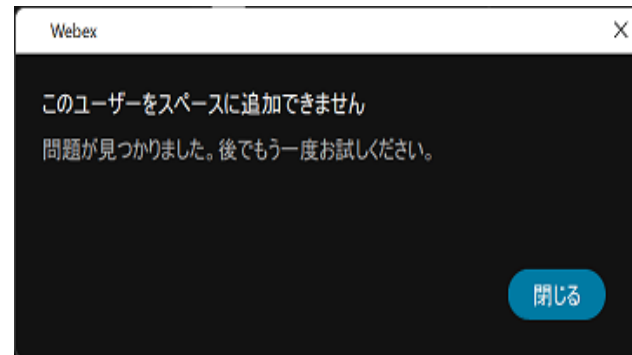 Webex
このユーザーをスペースに追加できません
問題が見つかりました。後でもう一度お試しください。
閉じる